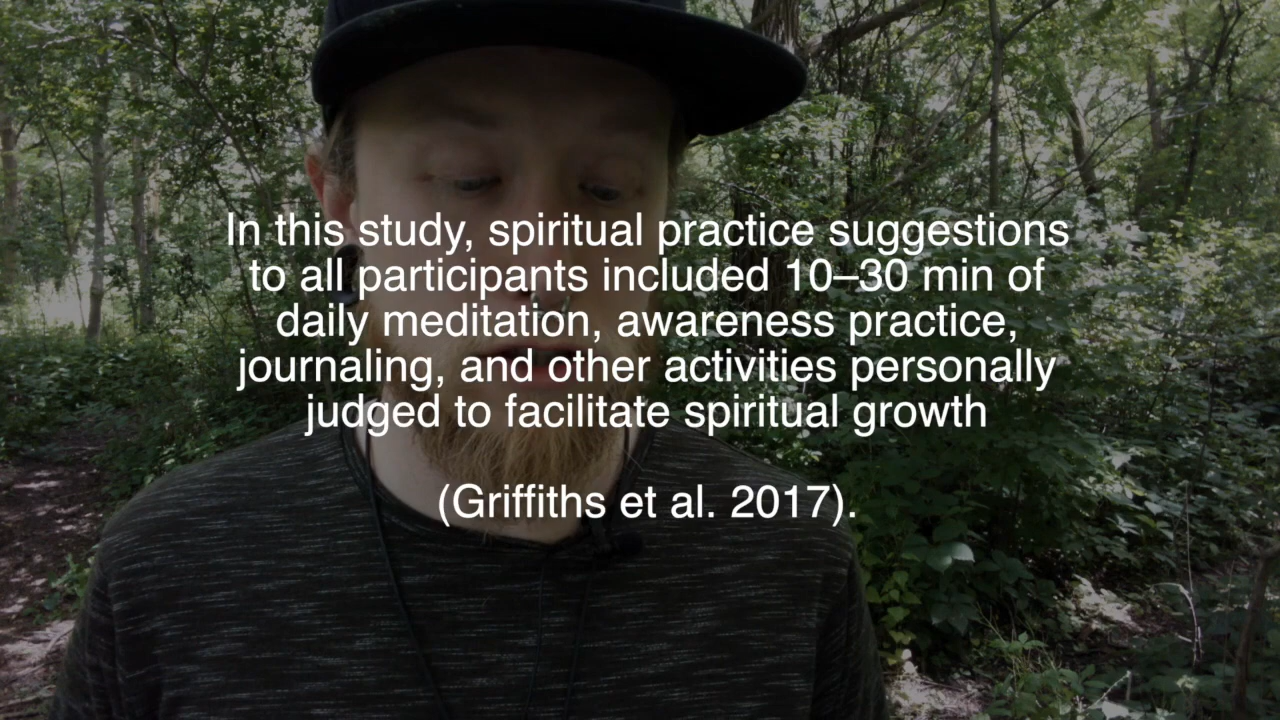 In this study, spiritual practice suggestions
to all participants included 10–30 min of
daily meditation, awareness practice,
journaling, and other activities personally
judged to facilitate spiritual growth
(Griffiths et al. 2017).